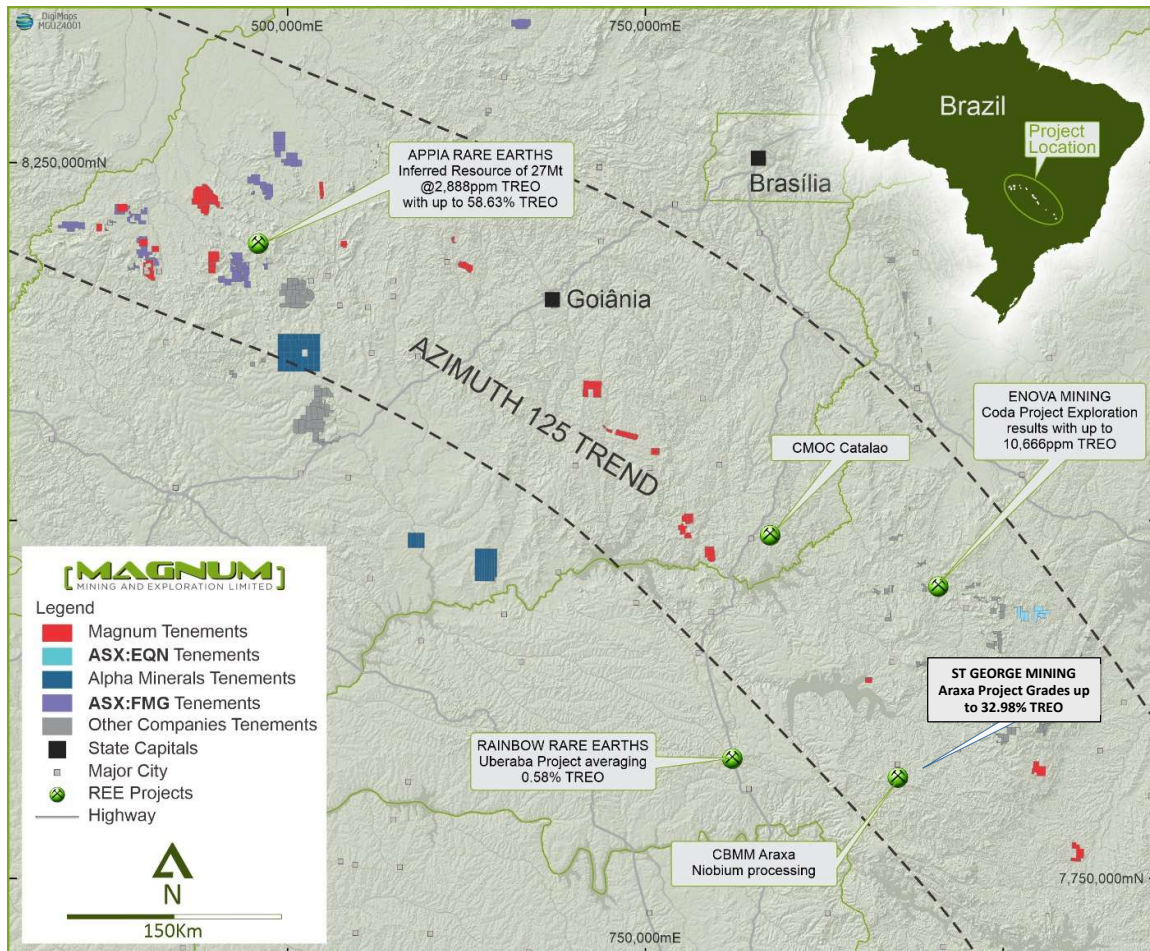 DigiMaps
MGUZ4001
500,000mE
750,000mE
8,250,000mN
Brazil
Project
Location
APPIA RARE EARTHS
Inferred Resource of 27Mt
@2,888ppm TREO
with up to 58.63% TREO
Brasília
Goiânia
AZIMUTH 125 TREND
ENOVA MINING
Coda Project Exploration
results with up to
10,666ppm TREO
CMOC Catalao
ST GEORGE MINING
Araxa Project Grades up
to 32.98% TREO
RAINBOW RARE EARTHS
Uberaba Project averaging
0.58% TREO
CBMM Araxa
Niobium processing
7,750,000mN
750,000mE
[MAGNUM]
MINING AND EXPLORATION LIMITED
Legend
Magnum Tenements
ASX:EQN Tenements
Alpha Minerals Tenements
ASX:FMG Tenements
Other Companies Tenements
State Capitals
Major City
REE Projects
Highway
N
150Km